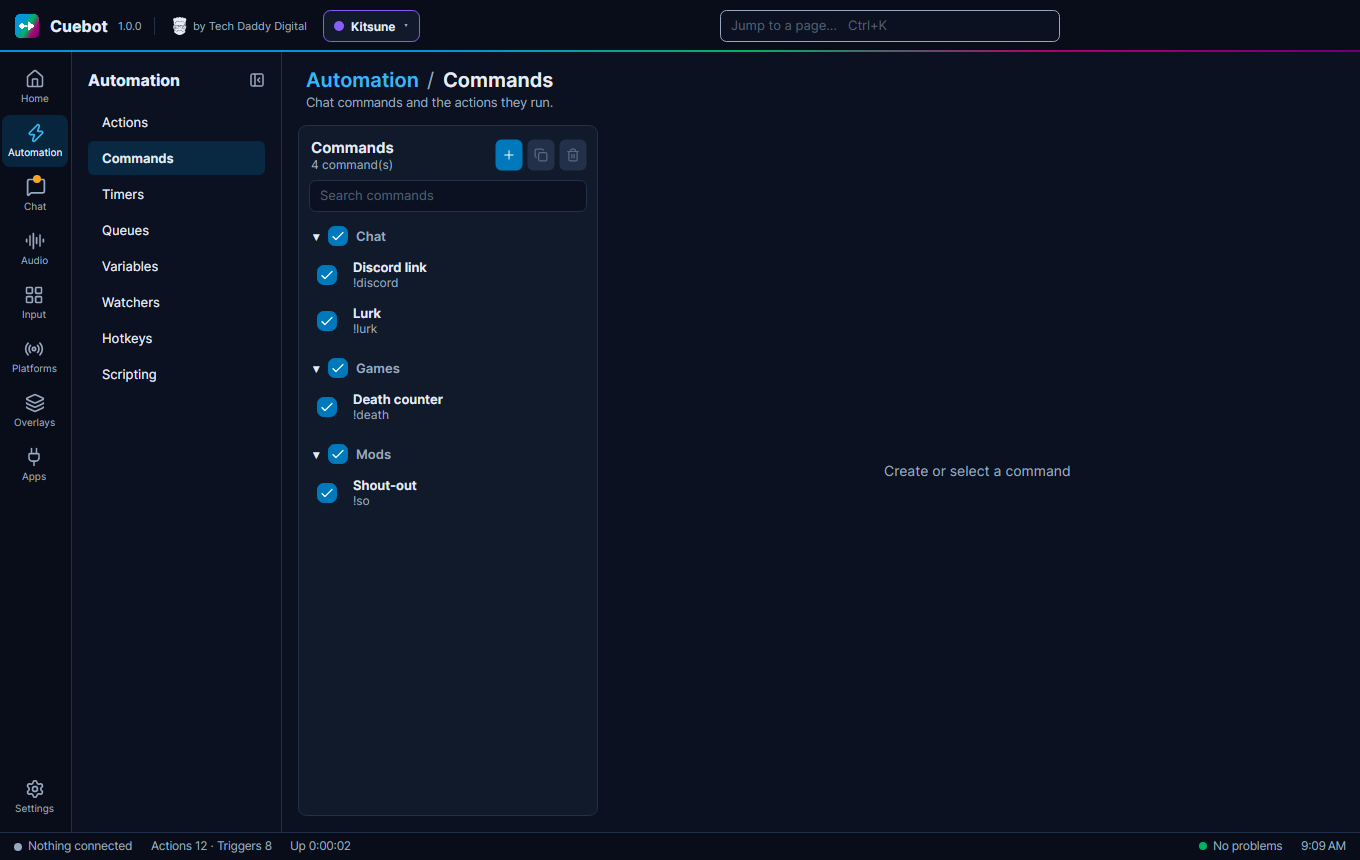 Cuebot 1.0.0 by Tech Daddy Digital Kitsune Jump to a page... Ctrl+K
Home
Automation
Chat
Audio
Input
Platforms
Overlays
Apps
Settings
Automation
Actions
Commands
Timers
Queues
Variables
Watchers
Hotkeys
Scripting
Automation / Commands
Chat commands and the actions they run.
Commands
4 command(s)
Search commands
Chat
Discord link
!discord
Lurk
!lurk
Games
Death counter
!death
Mods
Shout-out
!so
Create or select a command
Nothing connected Actions 12 · Triggers 8 Up 0:00:02 No problems 9:09 AM